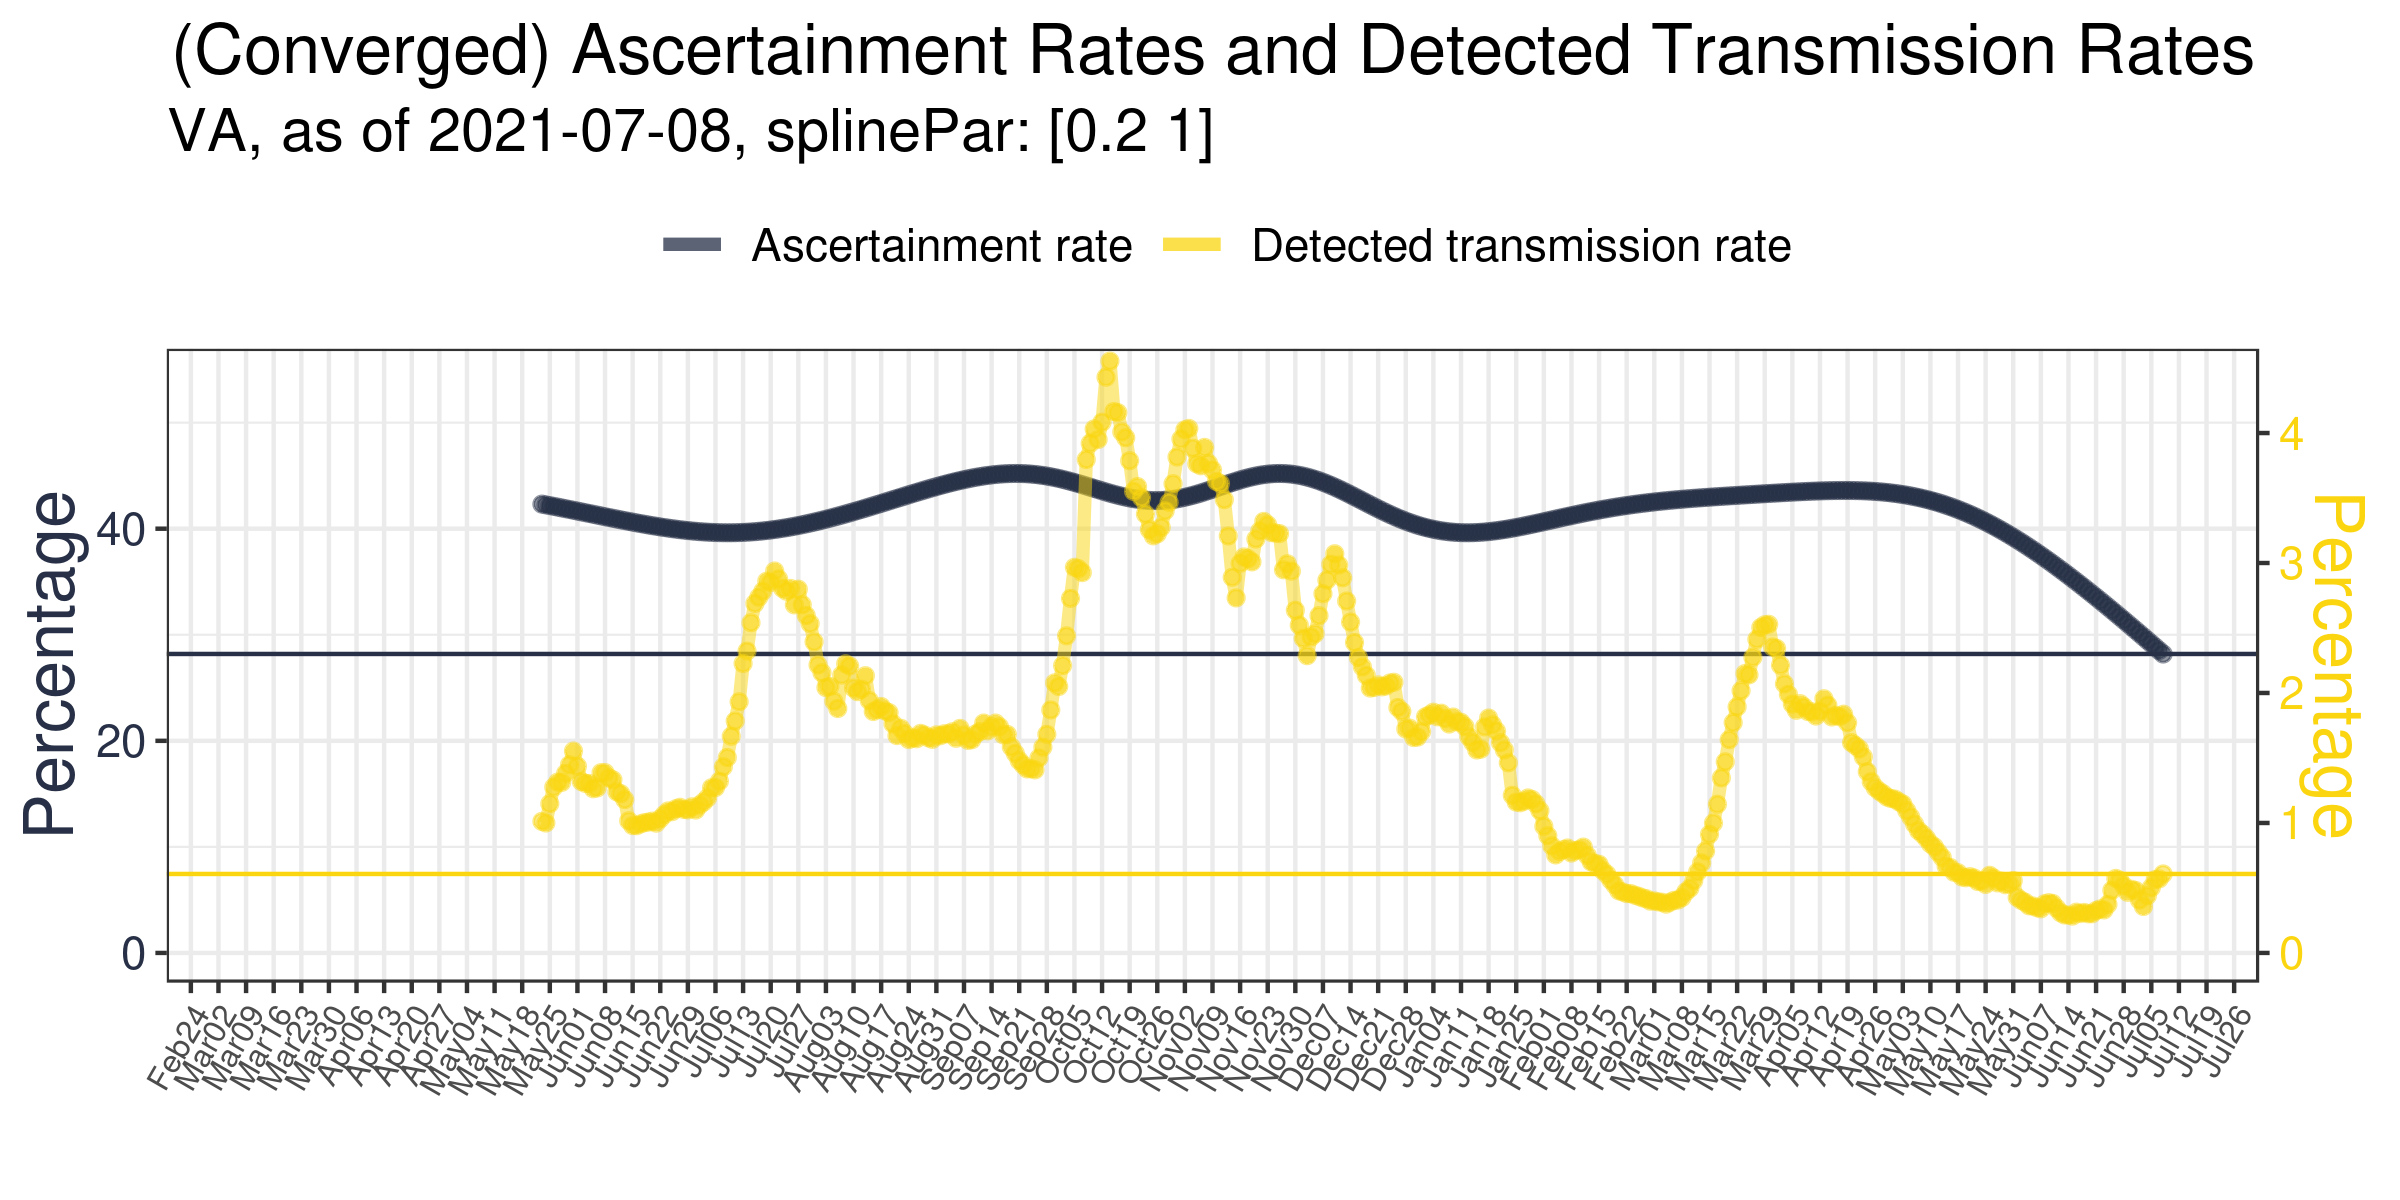 (Converged) Ascertainment Rates and Detected Transmission Rates
VA, as of 2021-07-08, splinePar: [0.2 1]
Ascertainment rate Detected transmission rate
Percentage
40
20
0
4
3
2
1
0
Percentage
Feb24 Mar02 Mar09 Mar16 Mar23 Mar30 Apr06 Apr13 Apr20 Apr27 May04 May11 May18 May25 Jun01 Jun08 Jun15 Jun22 Jun29 Jul06 Jul13 Jul20 Jul27 Aug03 Aug10 Aug17 Aug24 Aug31 Sep07 Sep14 Sep21 Sep28 Oct05 Oct12 Oct19 Oct26 Nov02 Nov09 Nov16 Nov23 Nov30 Dec07 Dec14 Dec21 Dec28 Jan04 Jan11 Jan18 Jan25 Feb01 Feb08 Feb15 Feb22 Mar01 Mar08 Mar15 Mar22 Mar29 Apr05 Apr12 Apr19 Apr26 May03 May10 May17 May24 May31 Jun07 Jun14 Jun21 Jun28 Jul05 Jul12 Jul19 Jul26